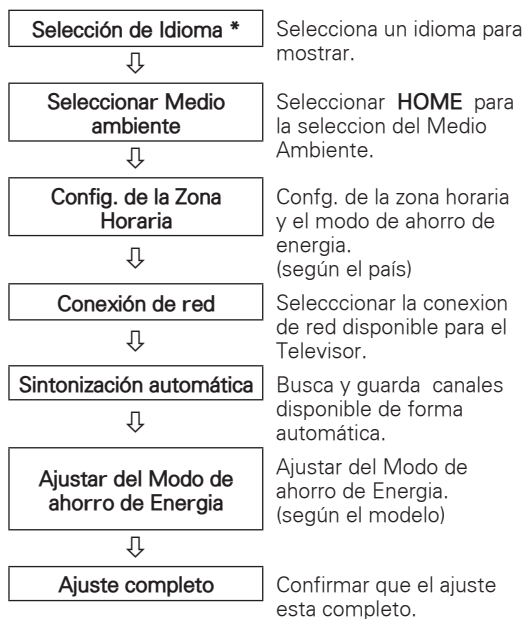 Selección de Idioma *
Selecciona un idioma para
mostrar.
Seleccionar Medio
ambiente
Seleccionar HOME para
la seleccion del Medio
Ambiente.
Config. de la Zona
Horaria
Confg. de la zona horaria
y el modo de ahorro de
energia.
(según el país)
Conexión de red
Selecccionar la conexion
de red disponible para el
Televisor.
Sintonización automática
Busca y guarda canales
disponible de forma
automática.
Ajustar del Modo de
ahorro de Energia
Ajustar del Modo de
ahorro de Energia.
(según el modelo)
Ajuste completo
Confirmar que el ajuste
esta completo.